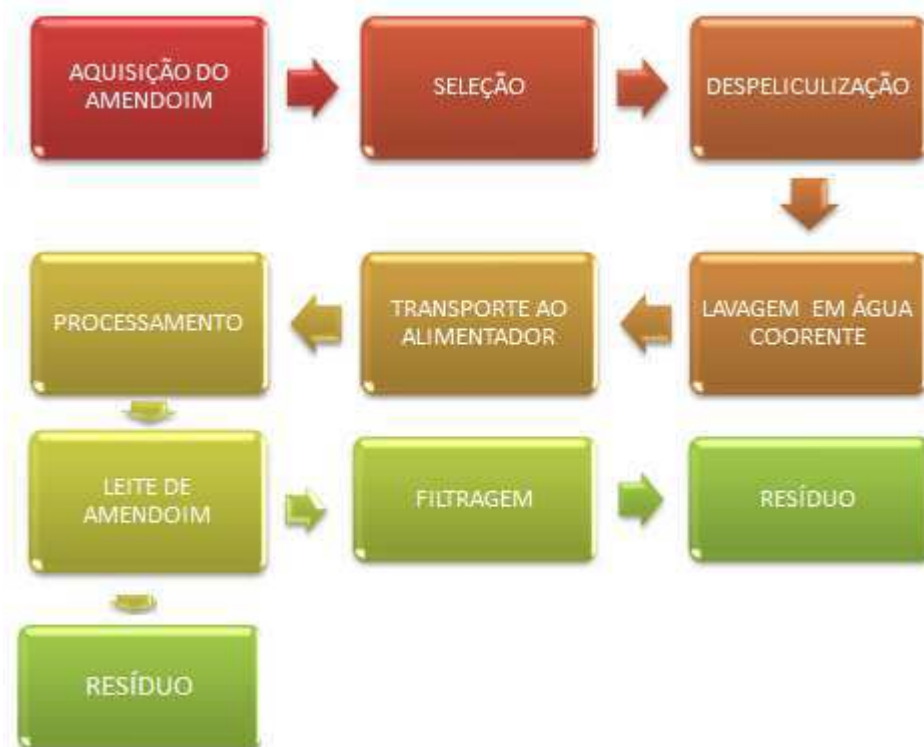 AQUISIÇÃO DO
AMENDOIM
SELEÇÃO
DESPELICULIZAÇÃO
LAVAGEM EM ÁGUA
COORENTE
TRANSPORTE AO
ALIMENTADOR
PROCESSAMENTO
LEITE DE
AMENDOIM
FILTRAGEM
RESÍDUO
RESÍDUO